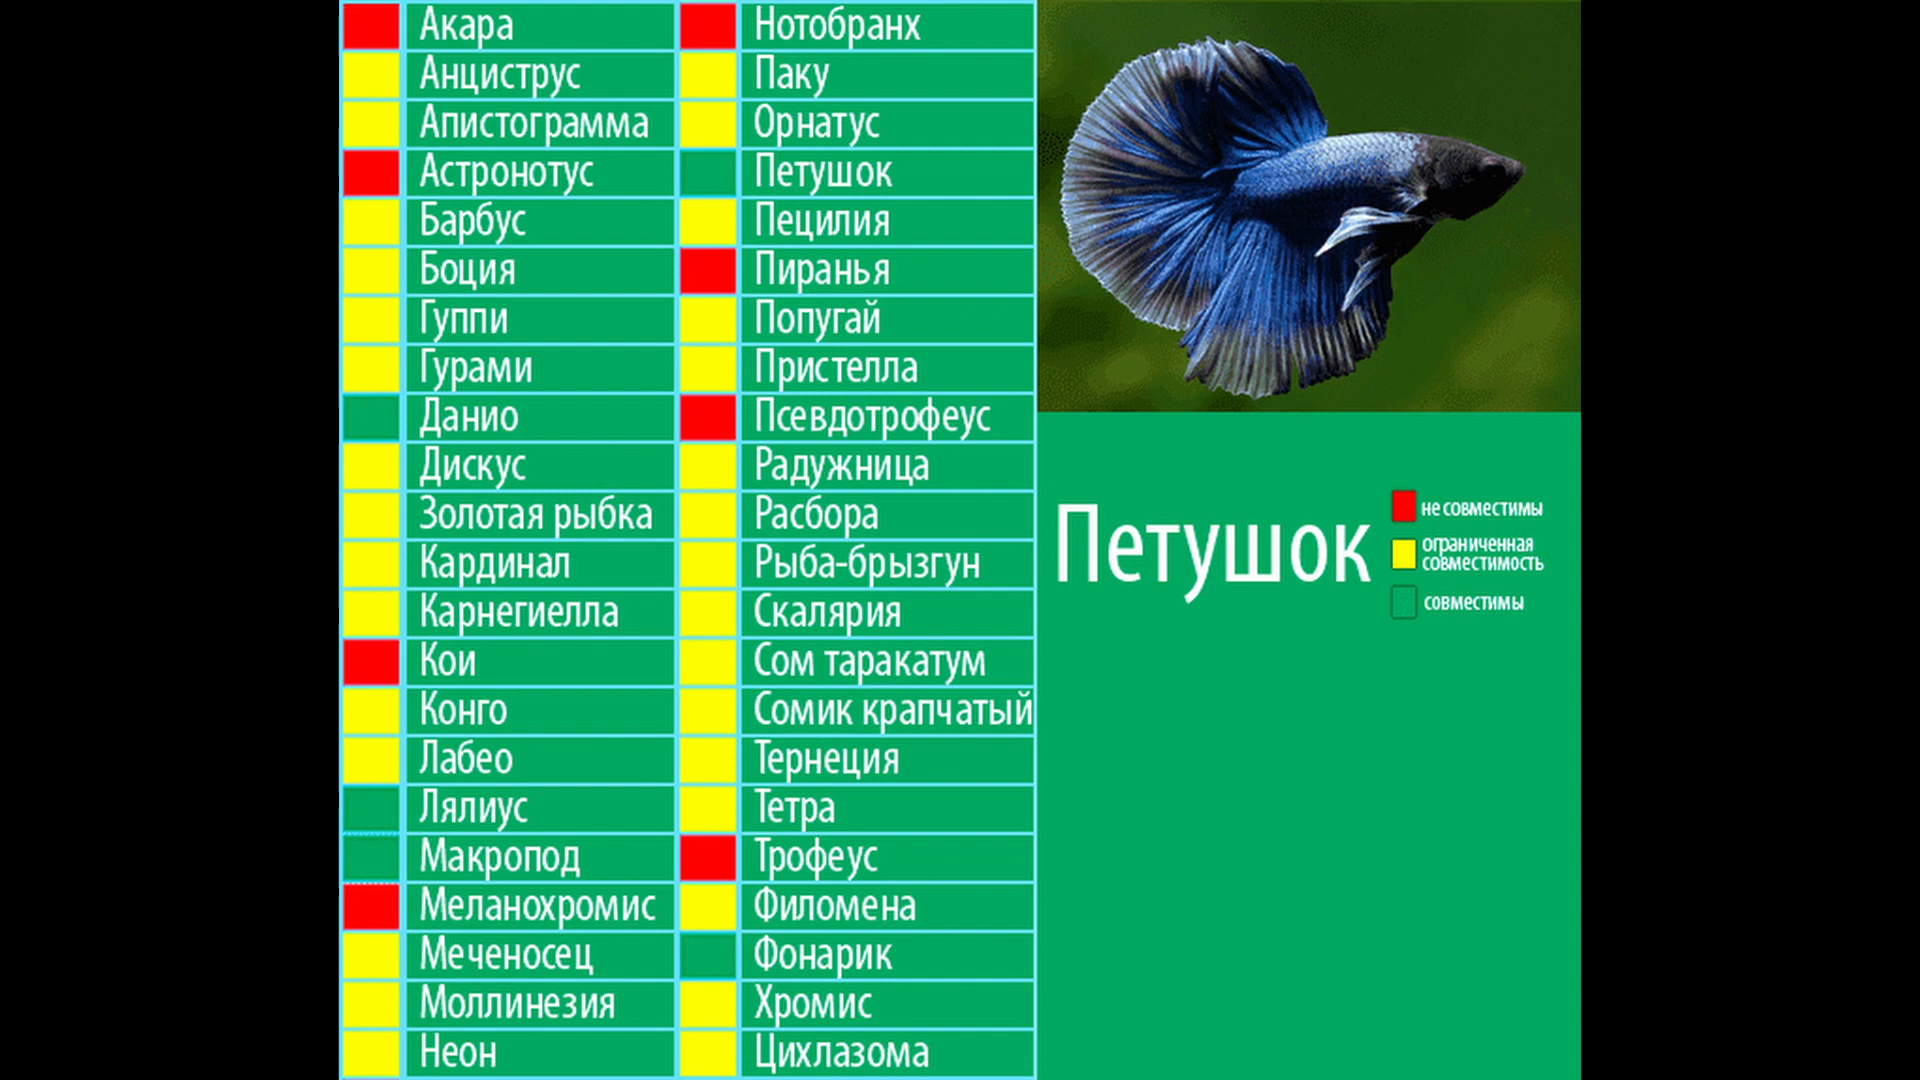 Акара
Анциструс
Апистограмма
Астронотус
Барбус
Боция
Гуппи
Гурами
Данио
Дискус
Золотая рыбка
Кардинал
Карнегиелла
Кои
Конго
Лабео
Лялиус
Макропод
Меланохромис
Меченосец
Моллинезия
Неон
Нотобранх
Паку
Орнатус
Петушок
Пецилия
Пиранья
Попугай
Пристелла
Псевдотрофеус
Радужница
Расбора
Рыба-брызгун
Скалярия
Сом таракатум
Сомик крапчатый
Тернеция
Тетра
Трофеус
Филомена
Фонарик
Хромис
Цихлазома
Петушок
не совместимы
ограниченная
совместимость
совместимы